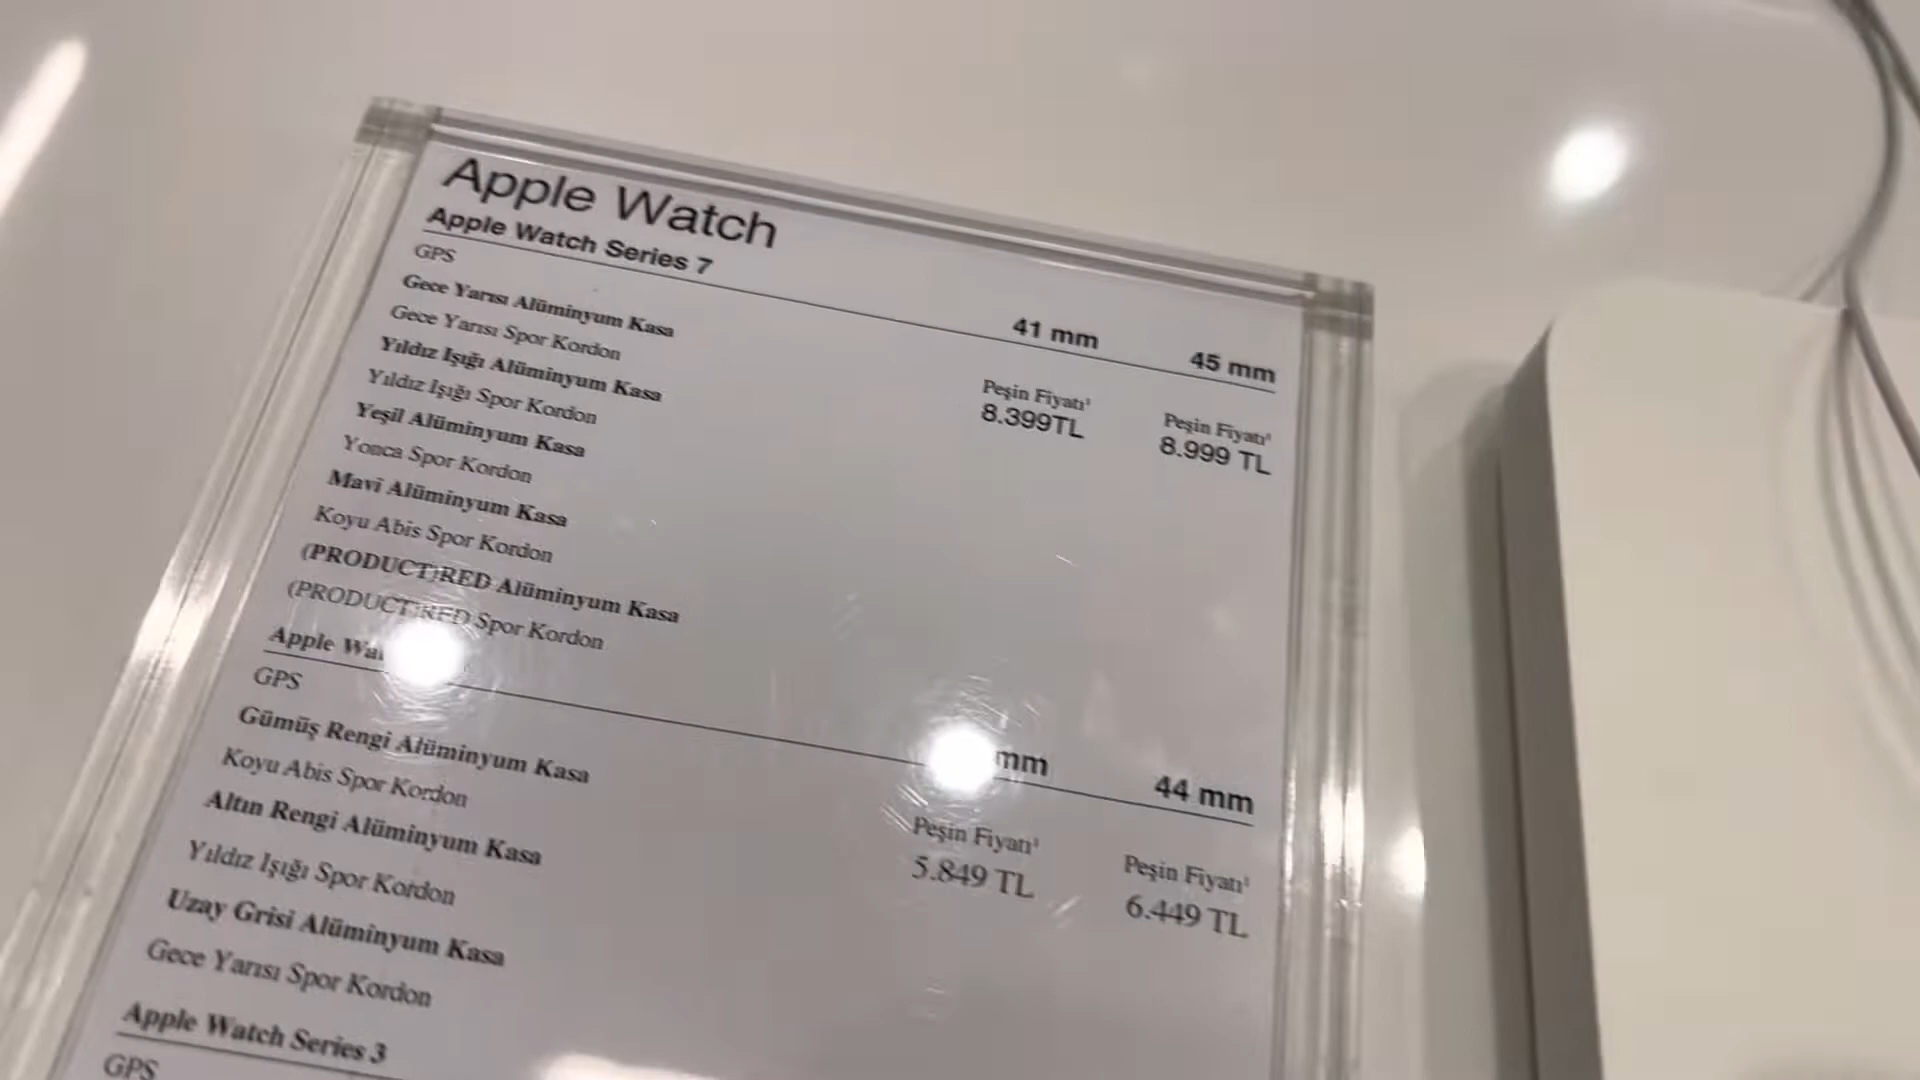 Apple Watch
Apple Watch Series 7
GPS
41 mm
45 mm
Gece Yarısı Alüminyum Kasa
Gece Yarısı Spor Kordon
Peşin Fiyatı¹
8.399TL
Peşin Fiyatı¹
8.999 TL
Yıldız Işığı Alüminyum Kasa
Yıldız Işığı Spor Kordon
Yeşil Alüminyum Kasa
Yonca Spor Kordon
Mavi Alüminyum Kasa
Koyu Abis Spor Kordon
(PRODUCT)RED Alüminyum Kasa
(PRODUCT)RED Spor Kordon
Apple
GPS
mm
44 mm
Gümüş Rengi Alüminyum Kasa
Koyu Abis Spor Kordon
Peşin Fiyatı¹
5.849 TL
Peşin Fiyatı¹
6.449 TL
Altın Rengi Alüminyum Kasa
Yıldız Işığı Spor Kordon
Uzay Grisi Alüminyum Kasa
Gece Yarısı Spor Kordon
Apple Watch Series 3
GPS